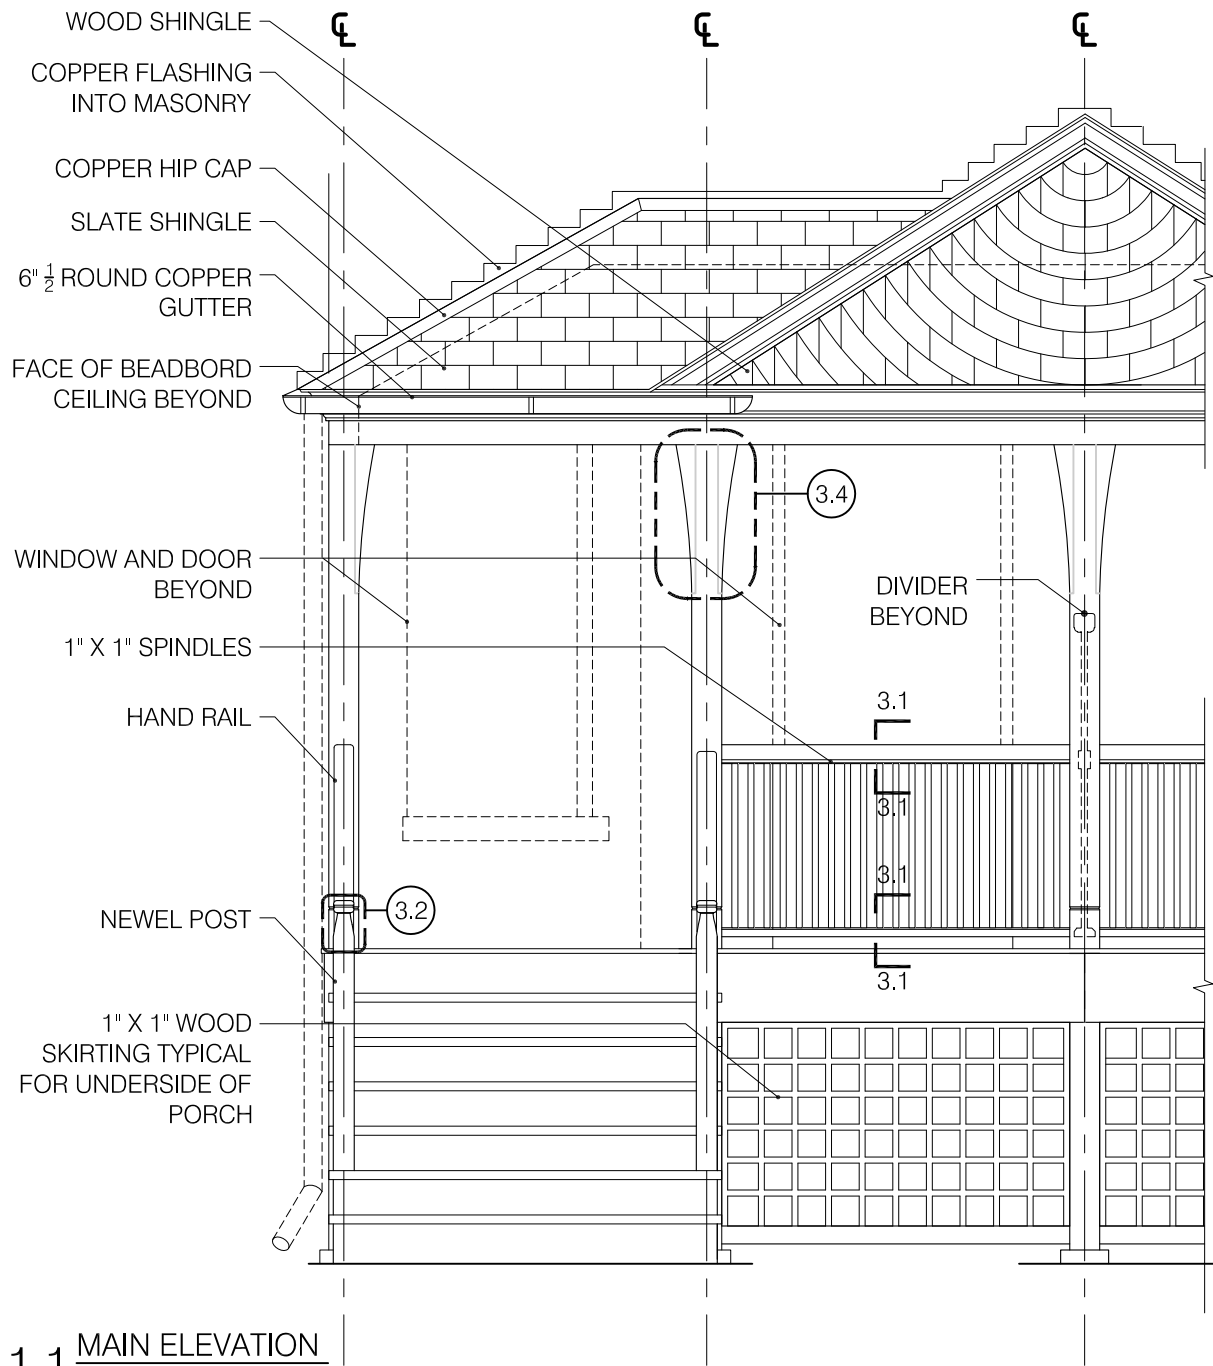 WOOD SHINGLE
COPPER FLASHING
INTO MASONRY
COPPER HIP CAP
SLATE SHINGLE
6" 1/2 ROUND COPPER
GUTTER
FACE OF BEADBORD
CEILING BEYOND
WINDOW AND DOOR
BEYOND
1" X 1" SPINDLES
HAND RAIL
NEWEL POST
1" X 1" WOOD
SKIRTING TYPICAL
FOR UNDERSIDE OF
PORCH
℄
℄
℄
3.4
DIVIDER
BEYOND
3.1
3.1
3.1
3.1
3.2
1.1 MAIN ELEVATION